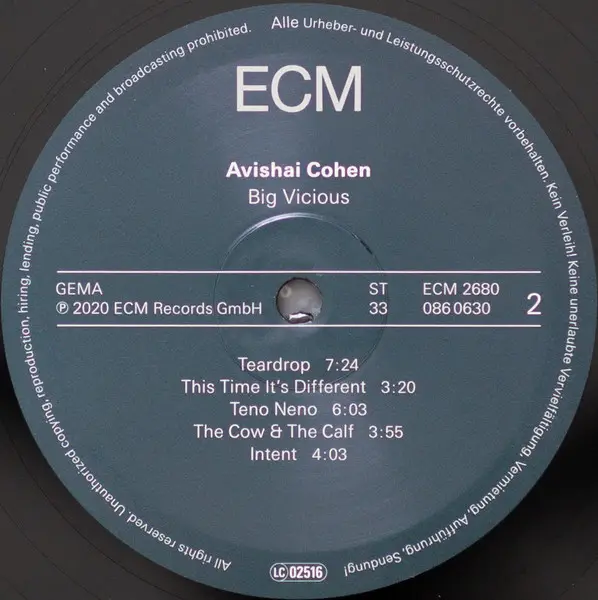 ECM
Avishai Cohen
Big Vicious
GEMA ST ECM 2680
℗ 2020 ECM Records GmbH 33 086 0630 2
Teardrop 7:24
This Time It's Different 3:20
Teno Neno 6:03
The Cow & The Calf 3:55
Intent 4:03
LC 02516
All rights reserved. Unauthorized copying, reproduction, hiring, lending, public performance and broadcasting prohibited.
Alle Urheber- und Leistungsschutzrechte vorbehalten. Kein Verleih! Keine unerlaubte Vervielfältigung, Vermietung, Aufführung, Sendung!